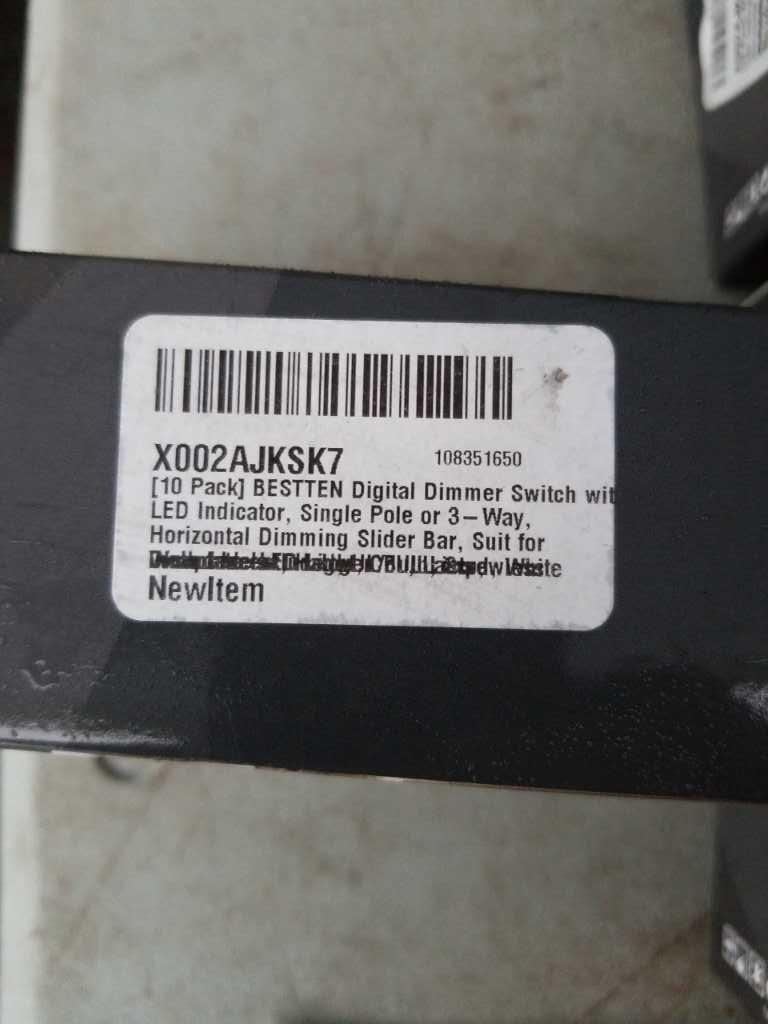 X002AJKSK7 108351650
[10 Pack] BESTTEN Digital Dimmer Switch wit
LED Indicator, Single Pole or 3-Way,
Horizontal Dimming Slider Bar, Suit for
NewItem